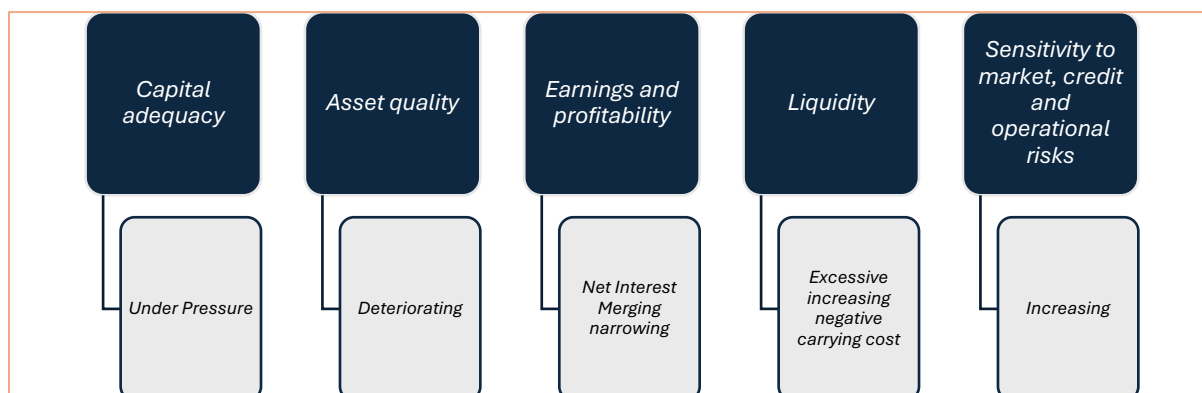 Capital
adequacy
Asset quality
Earnings and
profitability
Liquidity
Sensitivity to
market, credit
and
operational
risks
Under Pressure
Deteriorating
Net Interest
Merging
narrowing
Excessive
increasing
negative
carrying cost
Increasing